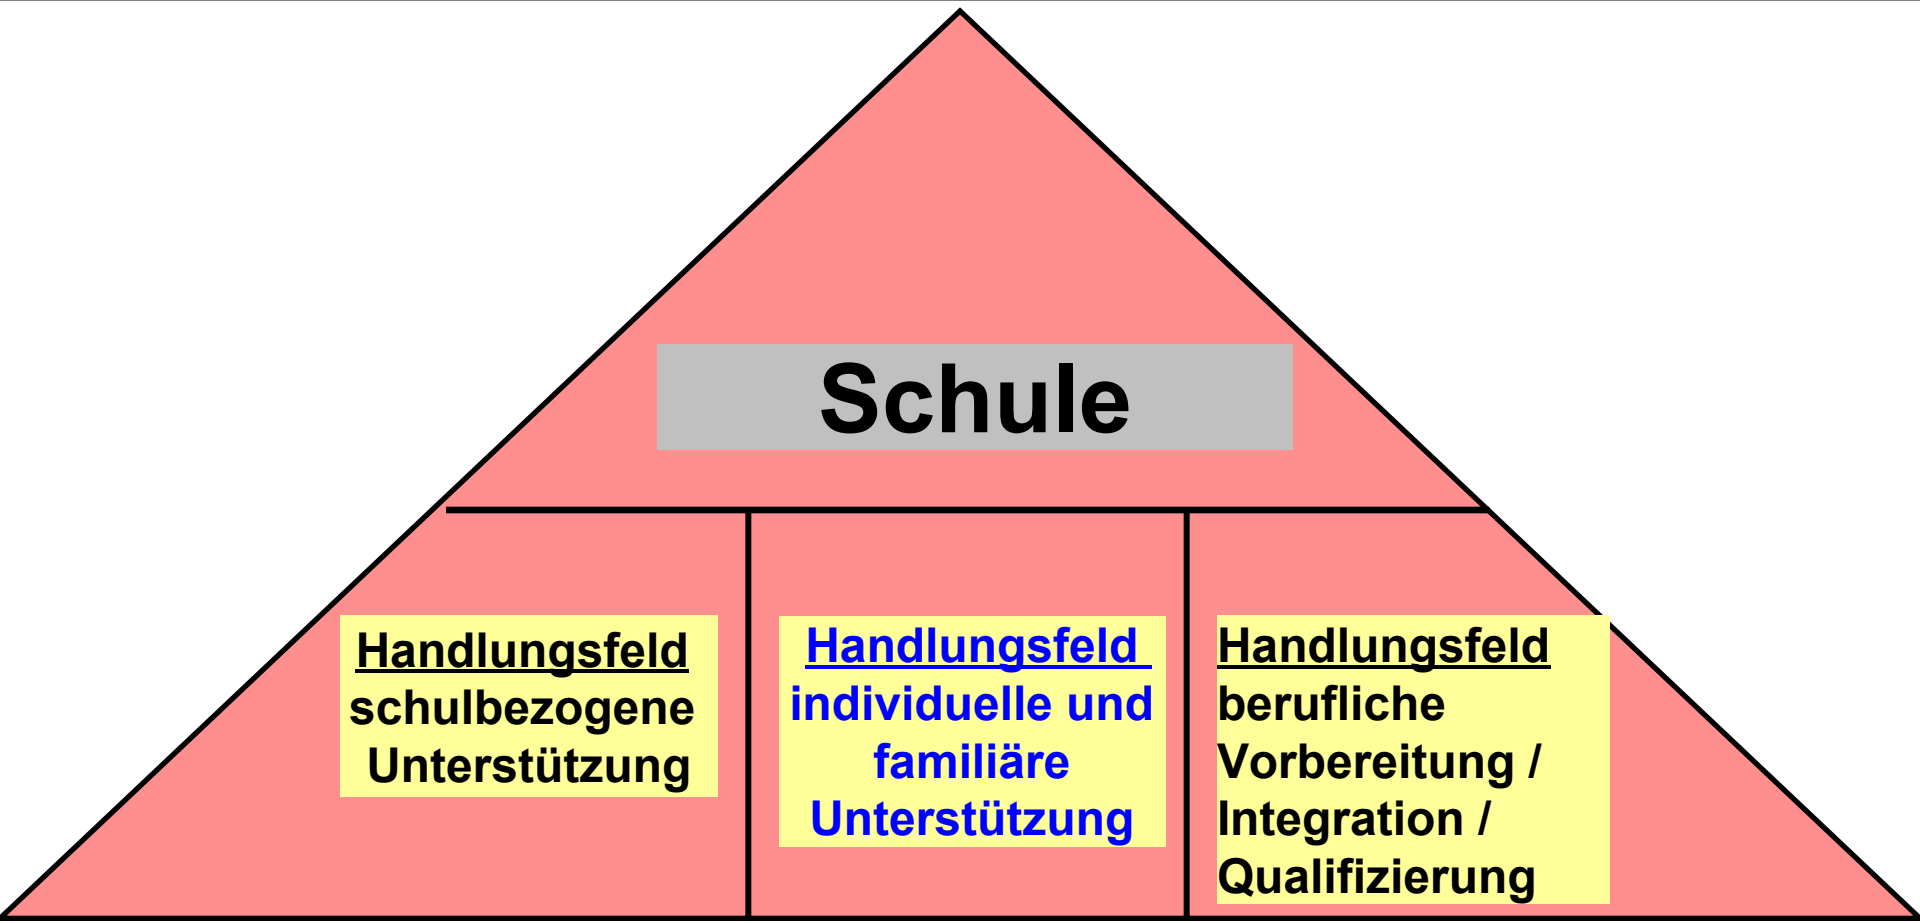 Schule
Handlungsfeld
schulbezogene
Unterstützung
Handlungsfeld
individuelle und
familiäre
Unterstützung
Handlungsfeld
berufliche
Vorbereitung /
Integration /
Qualifizierung